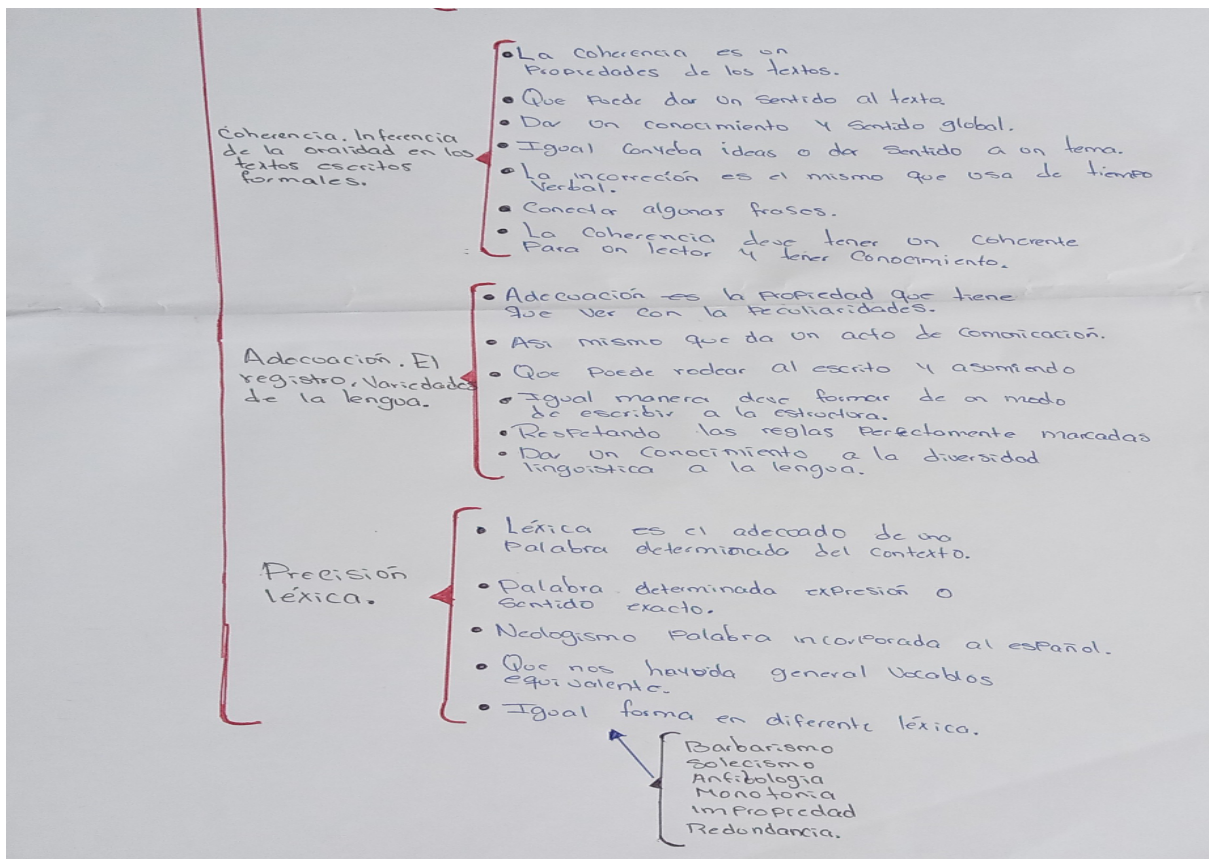 Coherencia. Inferencia
de la oralidad en los
textos escritos
formales.
• La coherencia es un
Propiedades de los textos.
• Que puede dar un sentido al texto.
• Dar un conocimiento y sentido global.
• Igual conveba ideas o dar sentido a un tema.
• La incorreción es el mismo que usa de tiempo
verbal.
• Conectar algunas frases.
• La Coherencia deve tener un coherente
Para un lector y tener conocimiento.
Adecuación. El
registro, Variedades
de la lengua.
• Adecuación es la propiedad que tiene
que ver con la peculiaridades.
• Asi mismo que da un acto de comunicación.
• Que puede rodear al escrito y asumiendo
• Igual manera deve formar de un modo
de escribir a la estructura.
• Respetando las reglas perfectamente marcadas
• Dar un conocimiento a la diversidad
linguistica a la lengua.
Precisión
léxica.
• Léxica es el adecuado de una
Palabra determinada del contexto.
• Palabra determinada expresión o
Sentido exacto.
• Neologismo Palabra incorporada al español.
• Que nos general Vocablos
equivalente.
• Igual forma en diferente léxica.
Barbarismo
Solecismo
Anfibologia
Monotonia
Impropiedad
Redundancia.